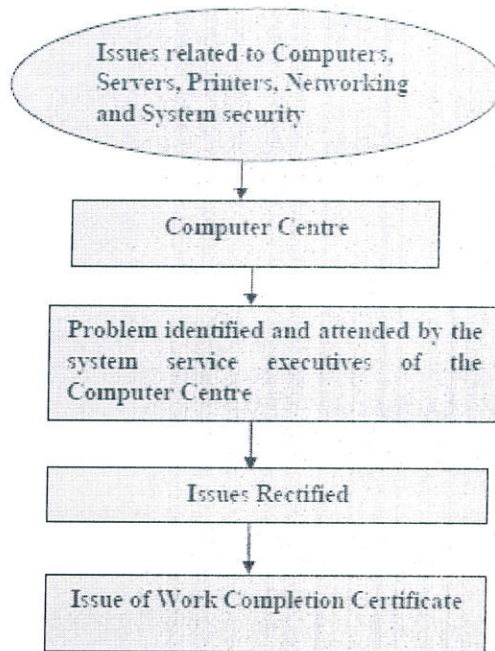 Issues related to Computers,
Servers, Printers, Networking
and System security
Computer Centre
Problem identified and attended by the
system service executives of the
Computer Centre
Issues Rectified
Issue of Work Completion Certificate